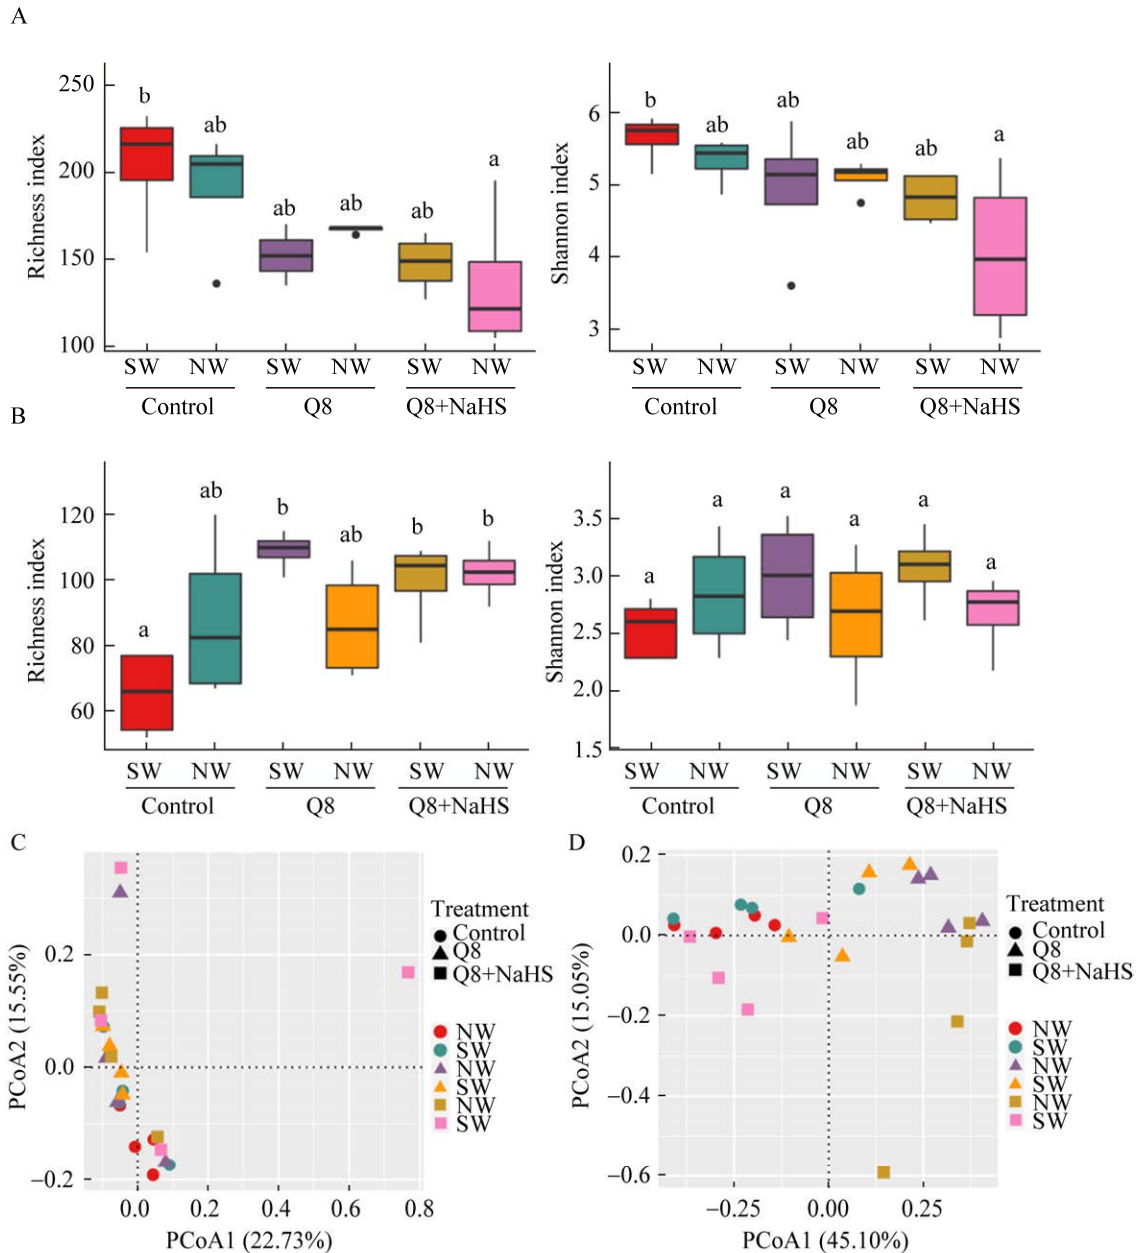 A
Richness index
250
200
150
100
b
ab
ab
ab
ab
a
SW NW SW NW SW NW
Control Q8 Q8+NaHS
Shannon index
6
5
4
3
b
ab
ab
ab
ab
a
SW NW SW NW SW NW
Control Q8 Q8+NaHS
B
Richness index
120
100
80
60
a
ab
b
ab
b
b
SW NW SW NW SW NW
Control Q8 Q8+NaHS
Shannon index
3.5
3.0
2.5
2.0
1.5
a
a
a
a
a
a
SW NW SW NW SW NW
Control Q8 Q8+NaHS
C
PCoA2 (15.55%)
0.2
0.0
−0.2
0.0 0.2 0.4 0.6 0.8
PCoA1 (22.73%)
Treatment
Control
Q8
Q8+NaHS
NW
SW
NW
SW
NW
SW
D
PCoA2 (15.05%)
0.2
0.0
−0.2
−0.4
−0.6
−0.25 0.00 0.25
PCoA1 (45.10%)
Treatment
Control
Q8
Q8+NaHS
NW
SW
NW
SW
NW
SW